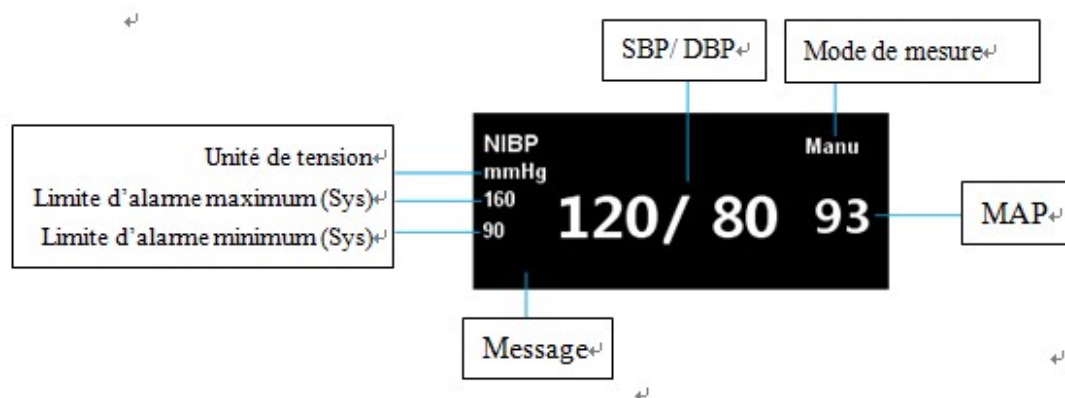 SBP/ DBP
Mode de mesure
Unité de tension
Limite d'alarme maximum (Sys)
Limite d'alarme minimum (Sys)
NIBP
mmHg
160
90
Manu
120/ 80
93
MAP
Message